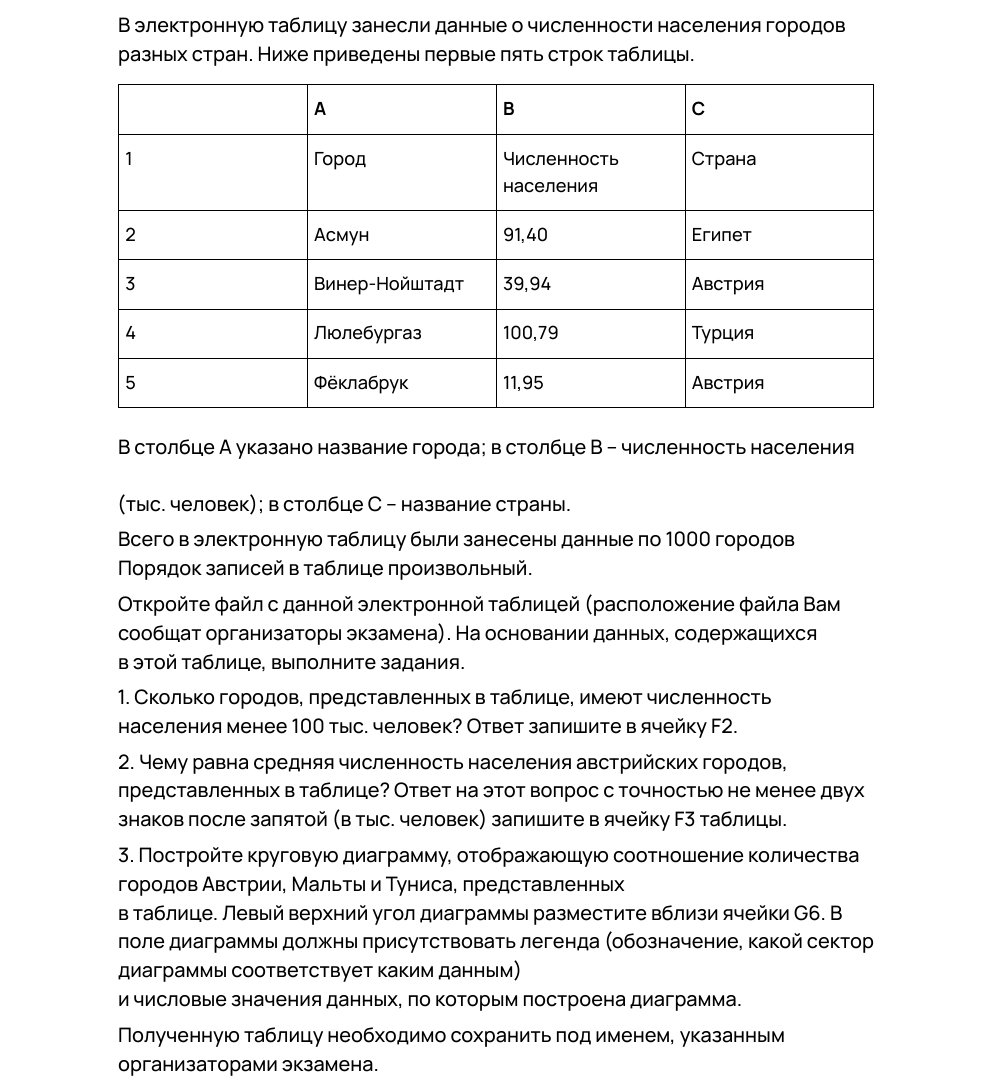 В электронную таблицу занесли данные о численности населения городов
разных стран. Ниже приведены первые пять строк таблицы.
A B C
1 Город Численность населения Страна
2 Асмун 91,40 Египет
3 Винер-Нойштадт 39,94 Австрия
4 Люлебургаз 100,79 Турция
5 Фёклабрук 11,95 Австрия
В столбце А указано название города; в столбце В – численность населения
(тыс. человек); в столбце С – название страны.
Всего в электронную таблицу были занесены данные по 1000 городов
Порядок записей в таблице произвольный.
Откройте файл с данной электронной таблицей (расположение файла Вам
сообщат организаторы экзамена). На основании данных, содержащихся
в этой таблице, выполните задания.
1. Сколько городов, представленных в таблице, имеют численность
населения менее 100 тыс. человек? Ответ запишите в ячейку F2.
2. Чему равна средняя численность населения австрийских городов,
представленных в таблице? Ответ на этот вопрос с точностью не менее двух
знаков после запятой (в тыс. человек) запишите в ячейку F3 таблицы.
3. Постройте круговую диаграмму, отображающую соотношение количества
городов Австрии, Мальты и Туниса, представленных
в таблице. Левый верхний угол диаграммы разместите вблизи ячейки G6. В
поле диаграммы должны присутствовать легенда (обозначение, какой сектор
диаграммы соответствует каким данным)
и числовые значения данных, по которым построена диаграмма.
Полученную таблицу необходимо сохранить под именем, указанным
организаторами экзамена.